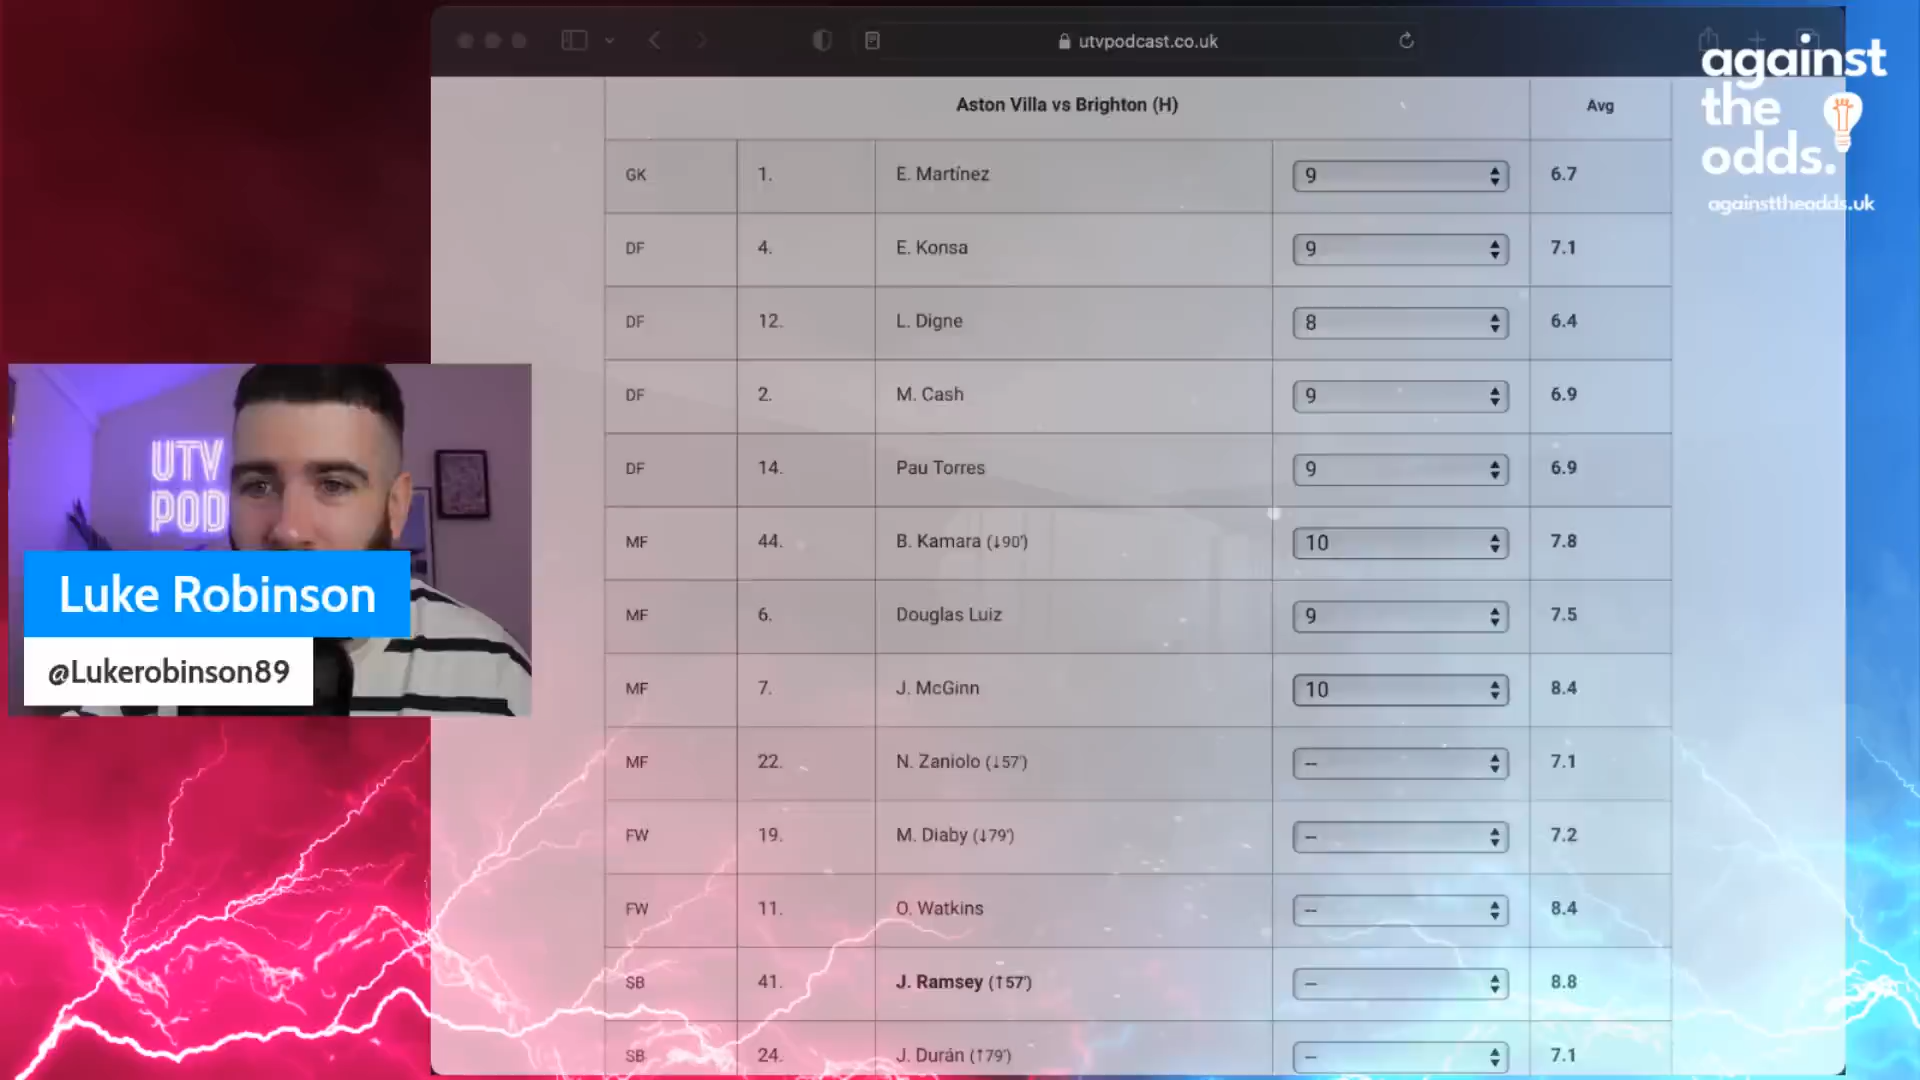 utvpodcast.co.uk
against
the
odds.
againsttheodds.uk
Aston Villa vs Brighton (H) Avg
GK 1. E. Martínez 9 6.7
DF 4. E. Konsa 9 7.1
DF 12. L. Digne 8 6.4
DF 2. M. Cash 9 6.9
DF 14. Pau Torres 9 6.9
MF 44. B. Kamara (↓90') 10 7.8
MF 6. Douglas Luiz 9 7.5
MF 7. J. McGinn 10 8.4
MF 22. N. Zaniolo (↓57') -- 7.1
FW 19. M. Diaby (↓79') -- 7.2
FW 11. O. Watkins -- 8.4
SB 41. J. Ramsey (↑57') -- 8.8
SB 24. J. Durán (↑79') -- 7.1
UTV
POD
Luke Robinson
@Lukerobinson89